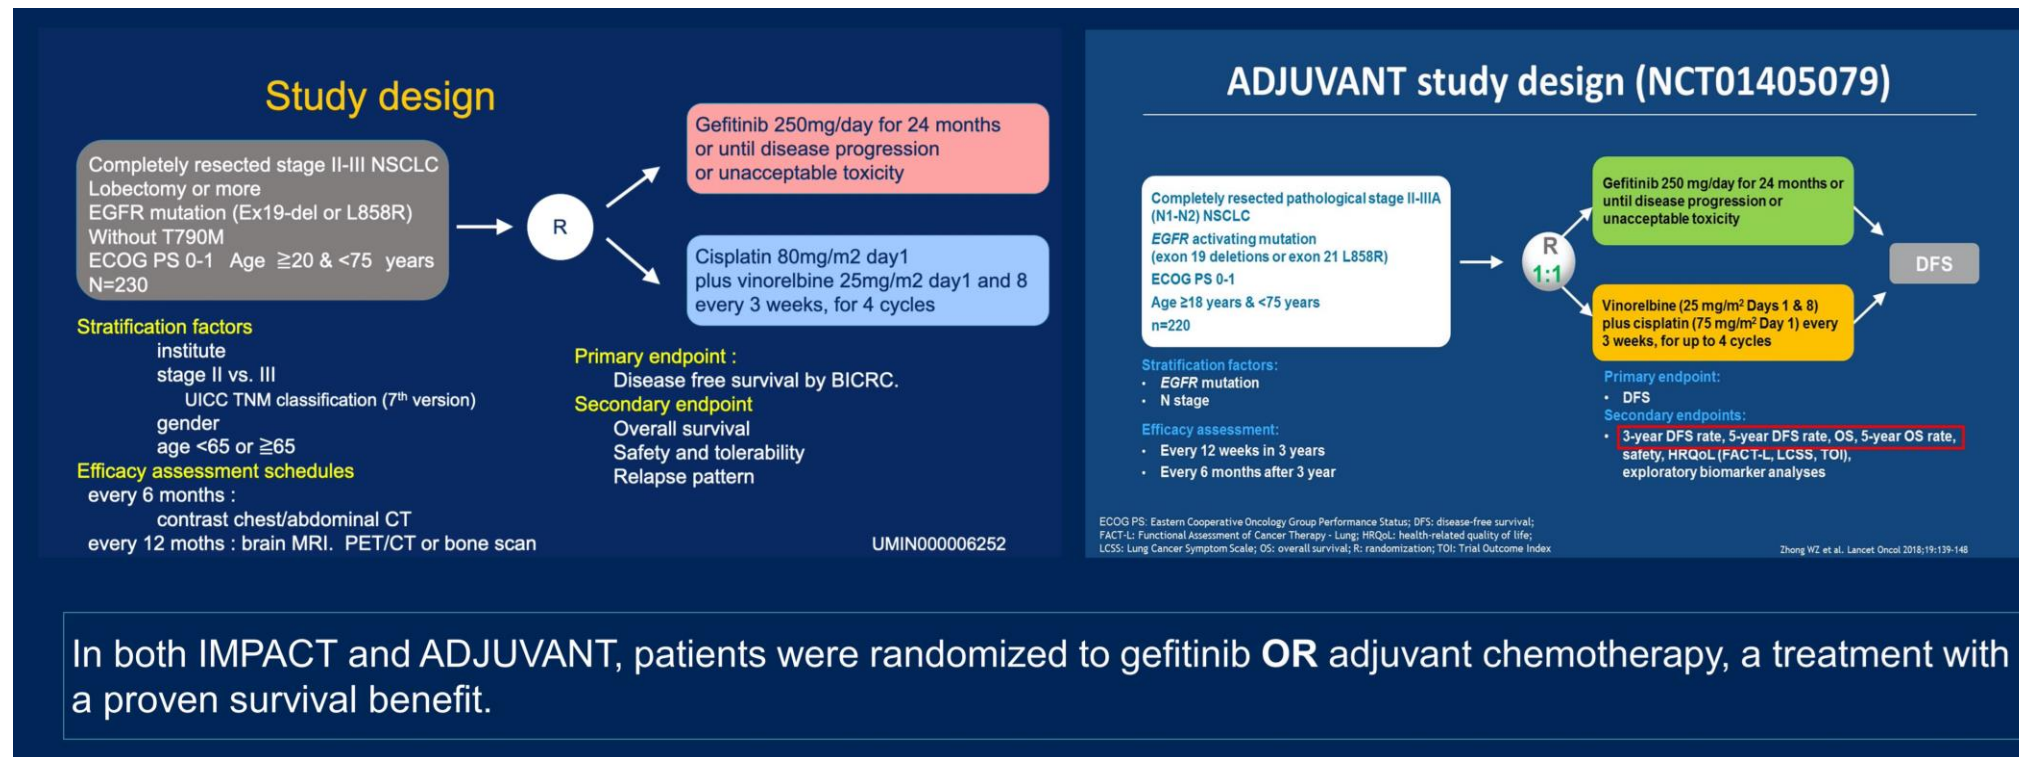 Study design
Completely resected stage II-III NSCLC
Lobectomy or more
EGFR mutation (Ex19-del or L858R)
Without T790M
ECOG PS 0-1 Age ≧20 & <75 years
N=230
R
Gefitinib 250mg/day for 24 months
or until disease progression
or unacceptable toxicity
Cisplatin 80mg/m2 day1
plus vinorelbine 25mg/m2 day1 and 8
every 3 weeks, for 4 cycles
Stratification factors
institute
stage II vs. III
UICC TNM classification (7th version)
gender
age <65 or ≧65
Efficacy assessment schedules
every 6 months :
contrast chest/abdominal CT
every 12 moths : brain MRI. PET/CT or bone scan
Primary endpoint :
Disease free survival by BICRC.
Secondary endpoint
Overall survival
Safety and tolerability
Relapse pattern
UMIN000006252
ADJUVANT study design (NCT01405079)
Completely resected pathological stage II-IIIA
(N1-N2) NSCLC
EGFR activating mutation
(exon 19 deletions or exon 21 L858R)
ECOG PS 0-1
Age ≥18 years & <75 years
n=220
R
1:1
Gefitinib 250 mg/day for 24 months or
until disease progression or
unacceptable toxicity
Vinorelbine (25 mg/m² Days 1 & 8)
plus cisplatin (75 mg/m² Day 1) every
3 weeks, for up to 4 cycles
DFS
Stratification factors:
• EGFR mutation
• N stage
Efficacy assessment:
• Every 12 weeks in 3 years
• Every 6 months after 3 year
Primary endpoint:
• DFS
Secondary endpoints:
• 3-year DFS rate, 5-year DFS rate, OS, 5-year OS rate,
safety, HRQoL (FACT-L, LCSS, TOI),
exploratory biomarker analyses
ECOG PS: Eastern Cooperative Oncology Group Performance Status; DFS: disease-free survival;
FACT-L: Functional Assessment of Cancer Therapy - Lung; HRQoL: health-related quality of life;
LCSS: Lung Cancer Symptom Scale; OS: overall survival; R: randomization; TOI: Trial Outcome Index
Zhong WZ et al. Lancet Oncol 2018;19:139-148
In both IMPACT and ADJUVANT, patients were randomized to gefitinib OR adjuvant chemotherapy, a treatment with
a proven survival benefit.